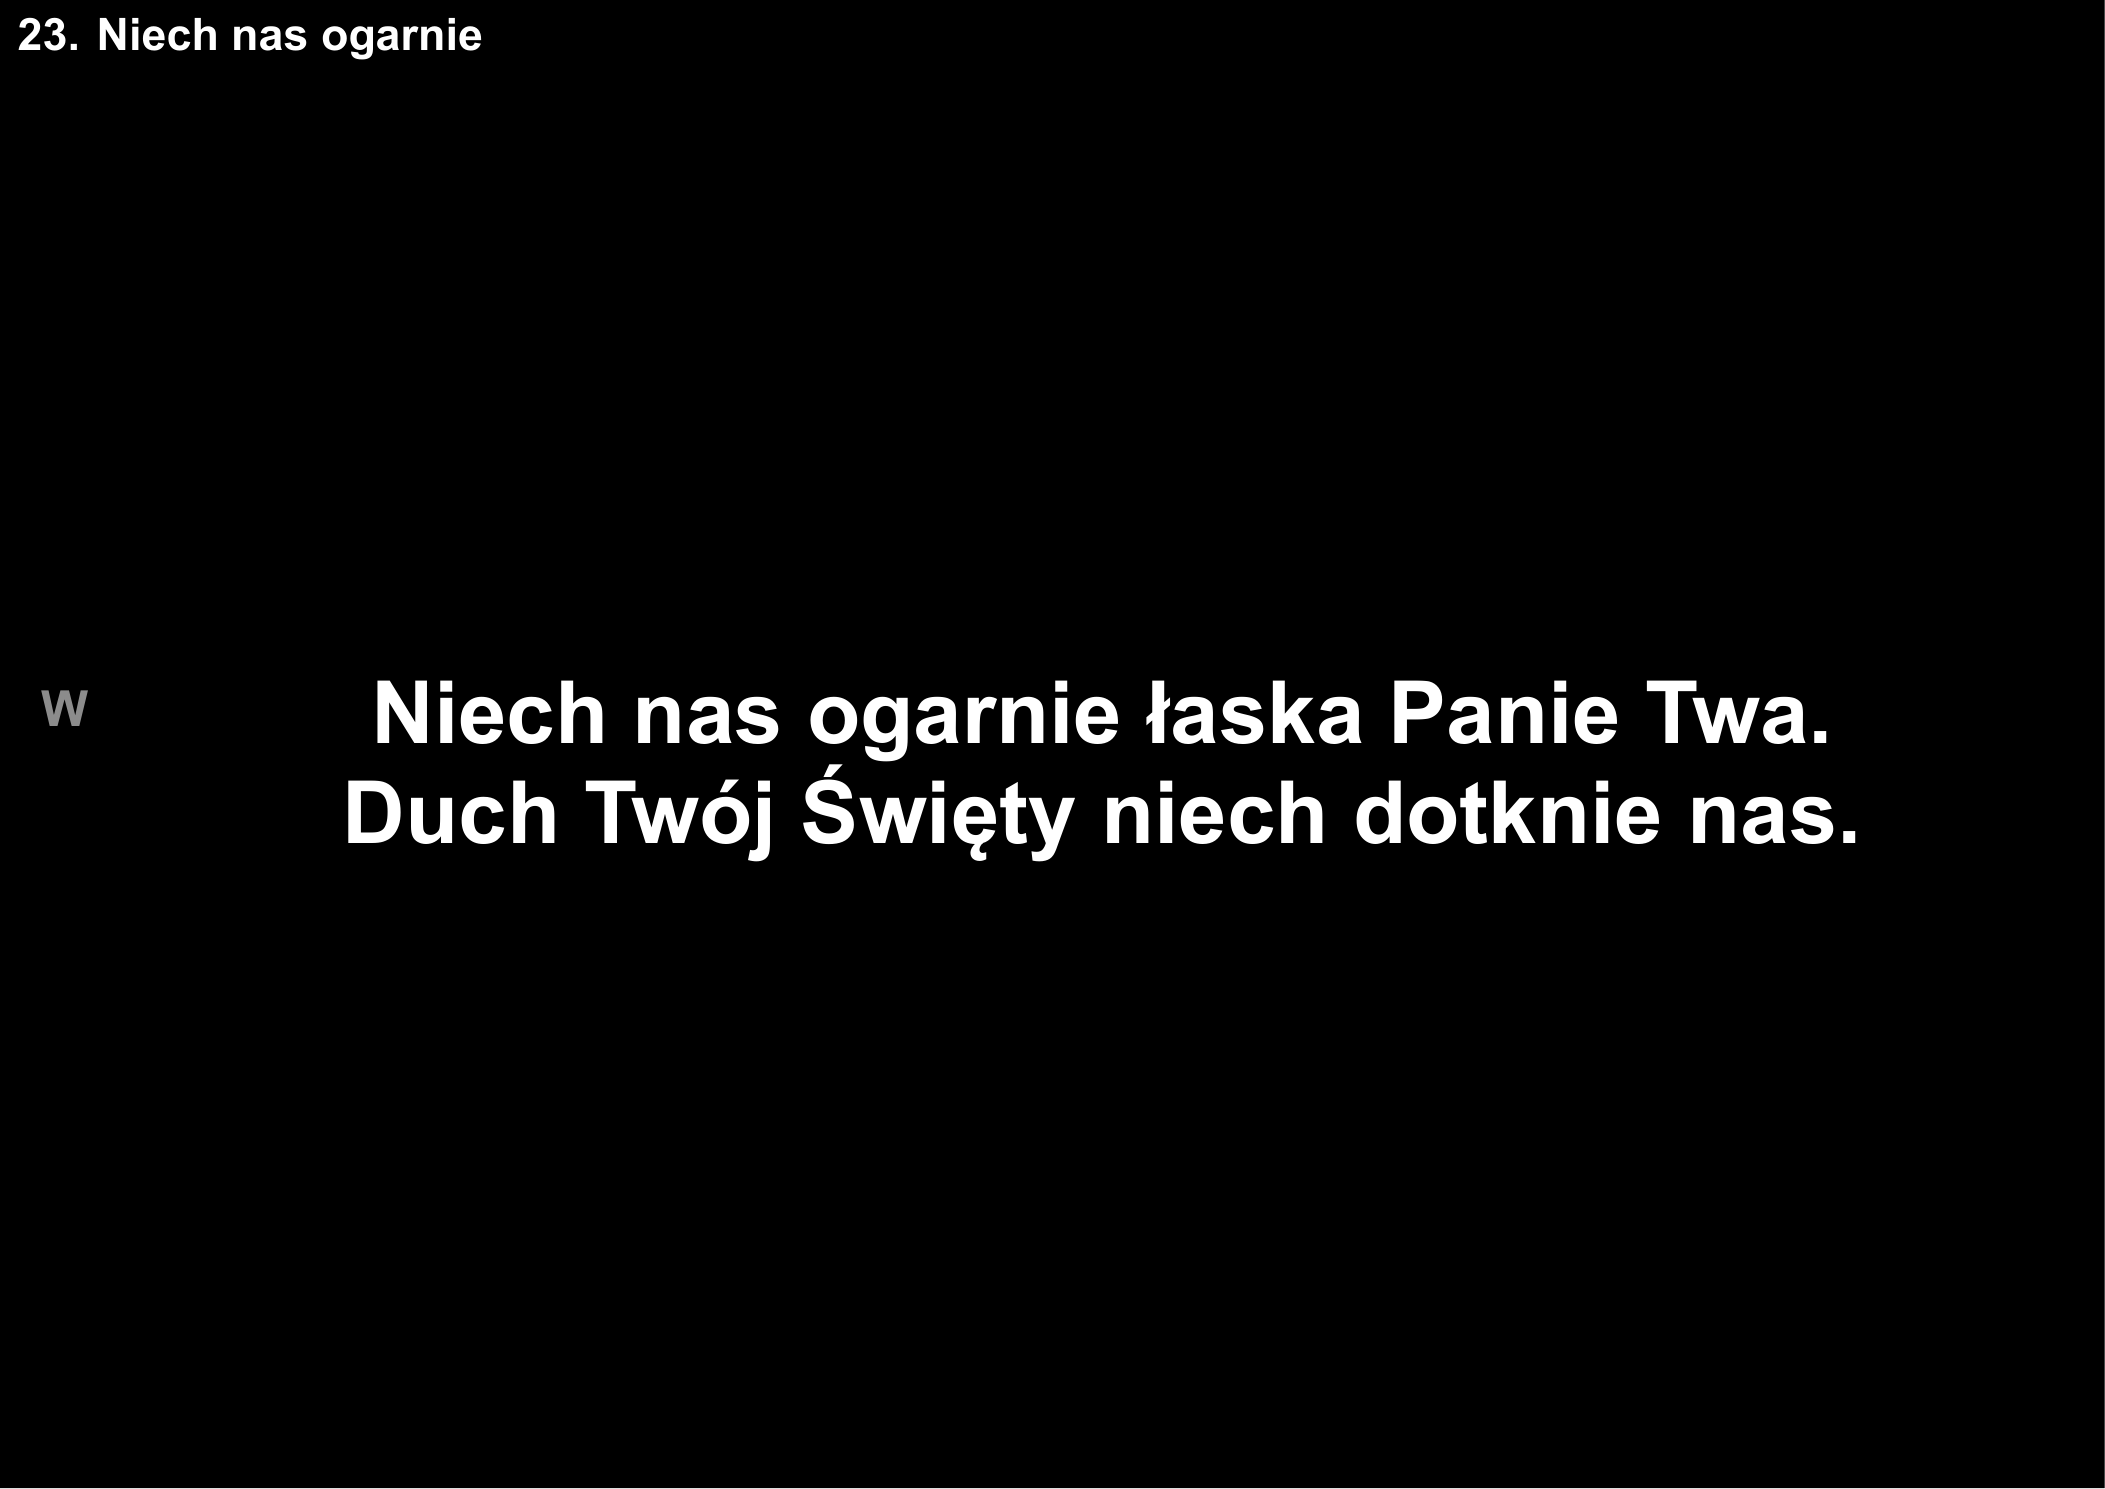 23. Niech nas ogarnie
W
Niech nas ogarnie łaska Panie Twa.
Duch Twój Święty niech dotknie nas.